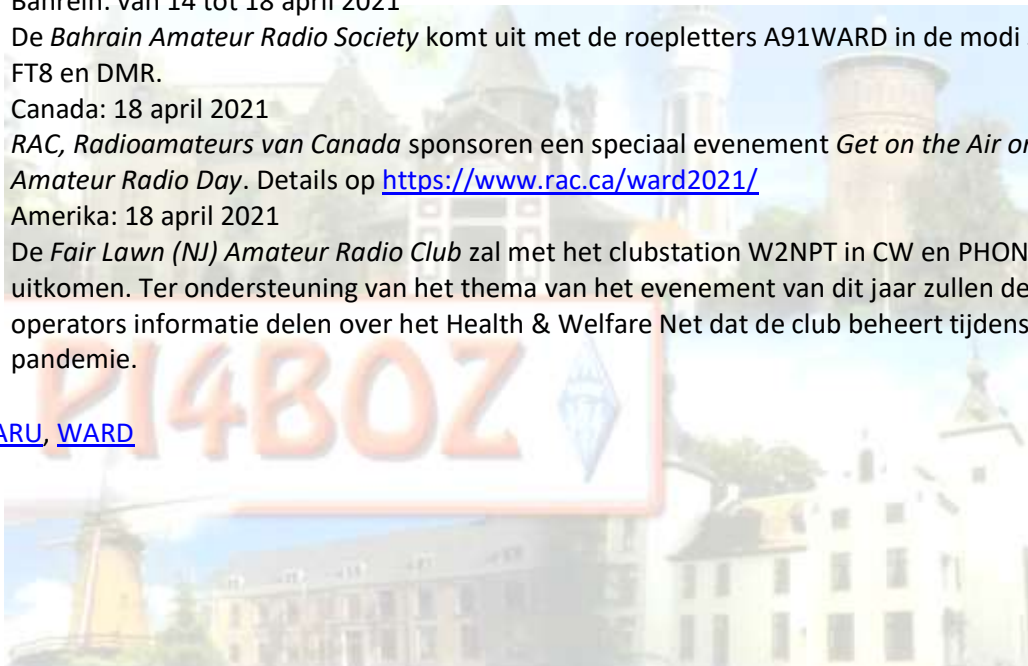 Bahrein: van 14 tot 18 april 2021
De Bahrain Amateur Radio Society komt uit met de roepletters A91WARD in de modi
FT8 en DMR.
Canada: 18 april 2021
RAC, Radioamateurs van Canada sponsoren een speciaal evenement Get on the Air on
Amateur Radio Day. Details op https://www.rac.ca/ward2021/
Amerika: 18 april 2021
De Fair Lawn (NJ) Amateur Radio Club zal met het clubstation W2NPT in CW en PHON
uitkomen. Ter ondersteuning van het thema van het evenement van dit jaar zullen de
operators informatie delen over het Health & Welfare Net dat de club beheert tijdens
pandemie.
PI4BOZ
ARU, WARD